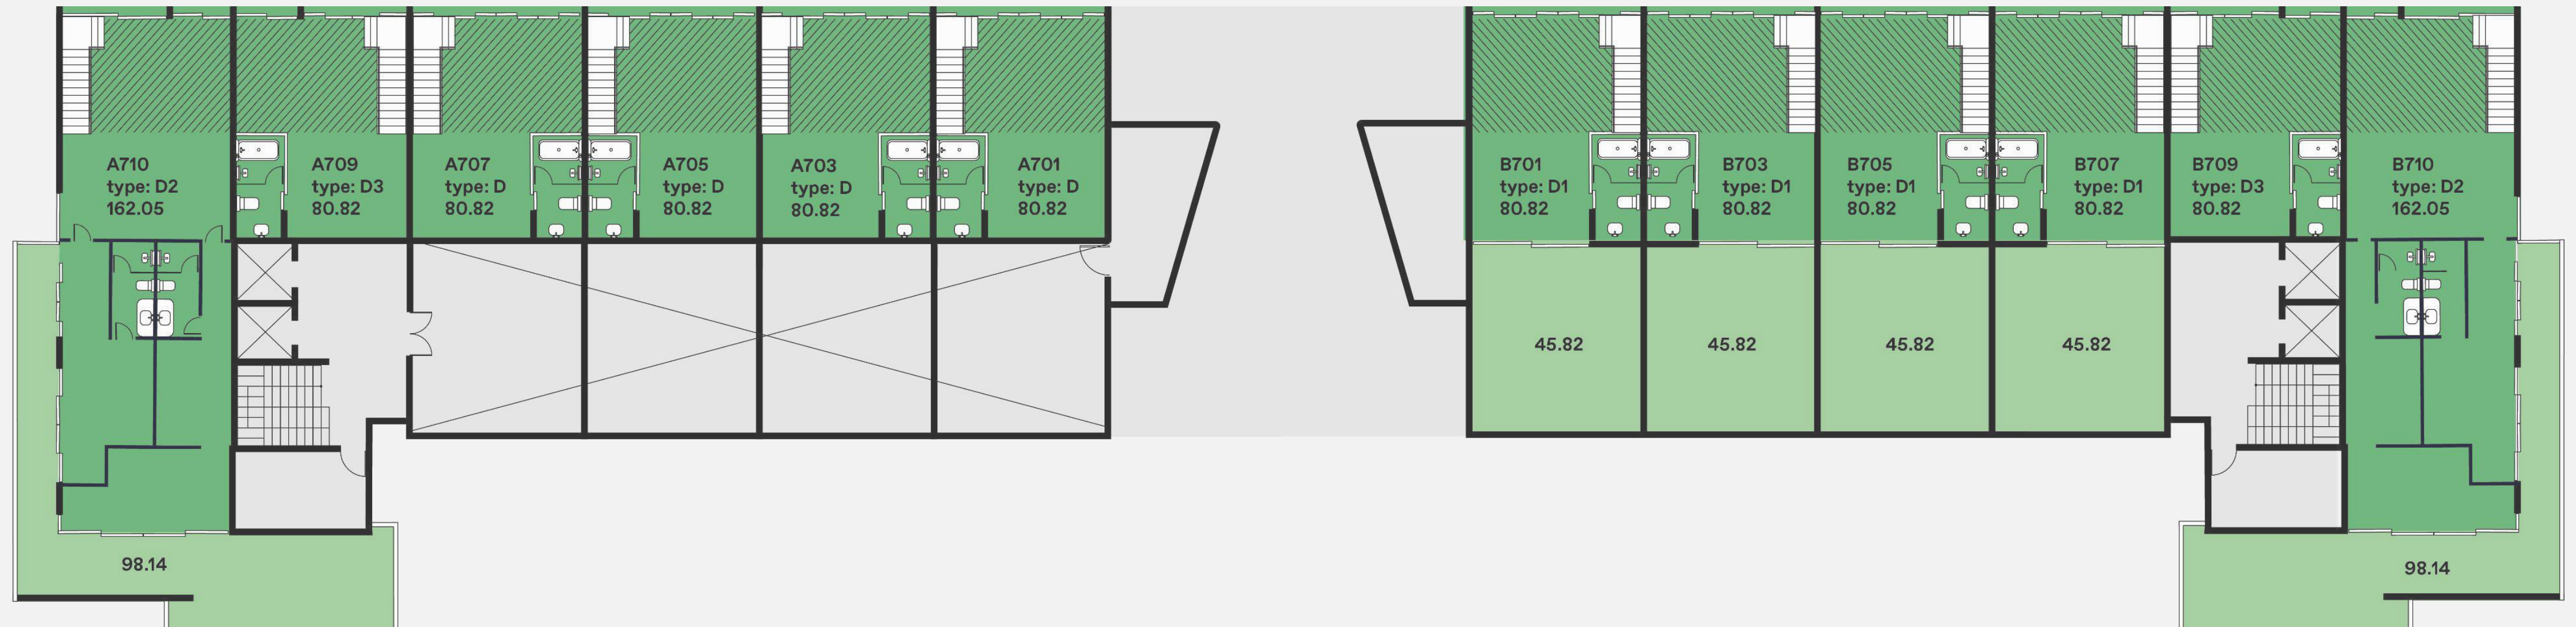 A710
type: D2
162.05
A709
type: D3
80.82
A707
type: D
80.82
A705
type: D
80.82
A703
type: D
80.82
A701
type: D
80.82
B701
type: D1
80.82
B703
type: D1
80.82
B705
type: D1
80.82
B707
type: D1
80.82
B709
type: D3
80.82
B710
type: D2
162.05
45.82
45.82
45.82
45.82
98.14
98.14